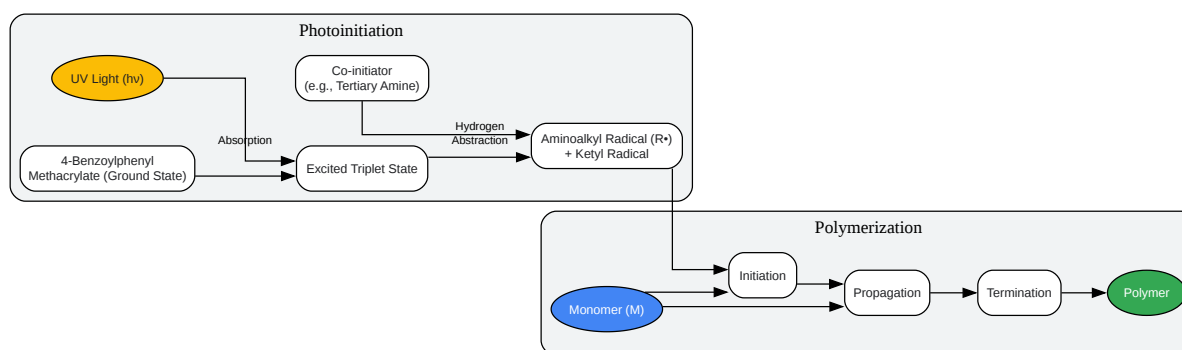 Photoinitiation
UV Light (hν)
Co-initiator
(e.g., Tertiary Amine)
Absorption
Hydrogen
Abstraction
4-Benzoylphenyl
Methacrylate (Ground State)
Excited Triplet State
Aminoalkyl Radical (R•)
+ Ketyl Radical
Polymerization
Initiation
Monomer (M)
Propagation
Termination
Polymer